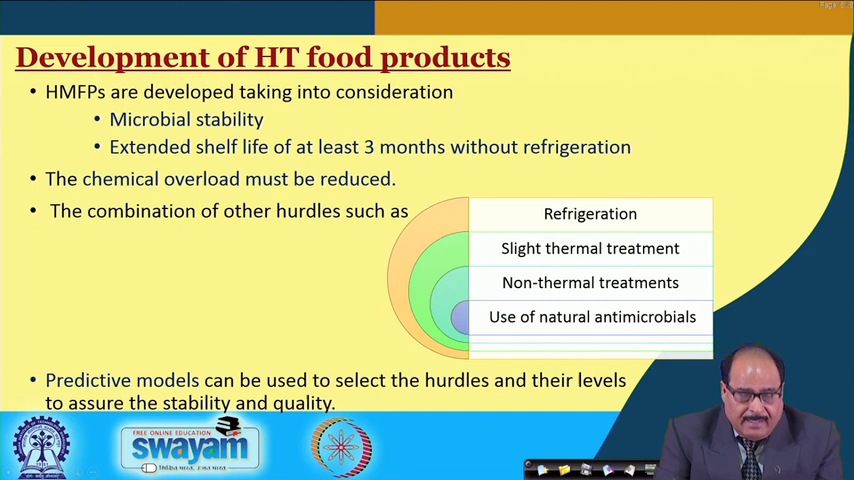 Development of HT food products
• HMFPs are developed taking into consideration
• Microbial stability
• Extended shelf life of at least 3 months without refrigeration
• The chemical overload must be reduced.
• The combination of other hurdles such as
Refrigeration
Slight thermal treatment
Non-thermal treatments
Use of natural antimicrobials
• Predictive models can be used to select the hurdles and their levels
to assure the stability and quality.
FREE ONLINE EDUCATION
swayam